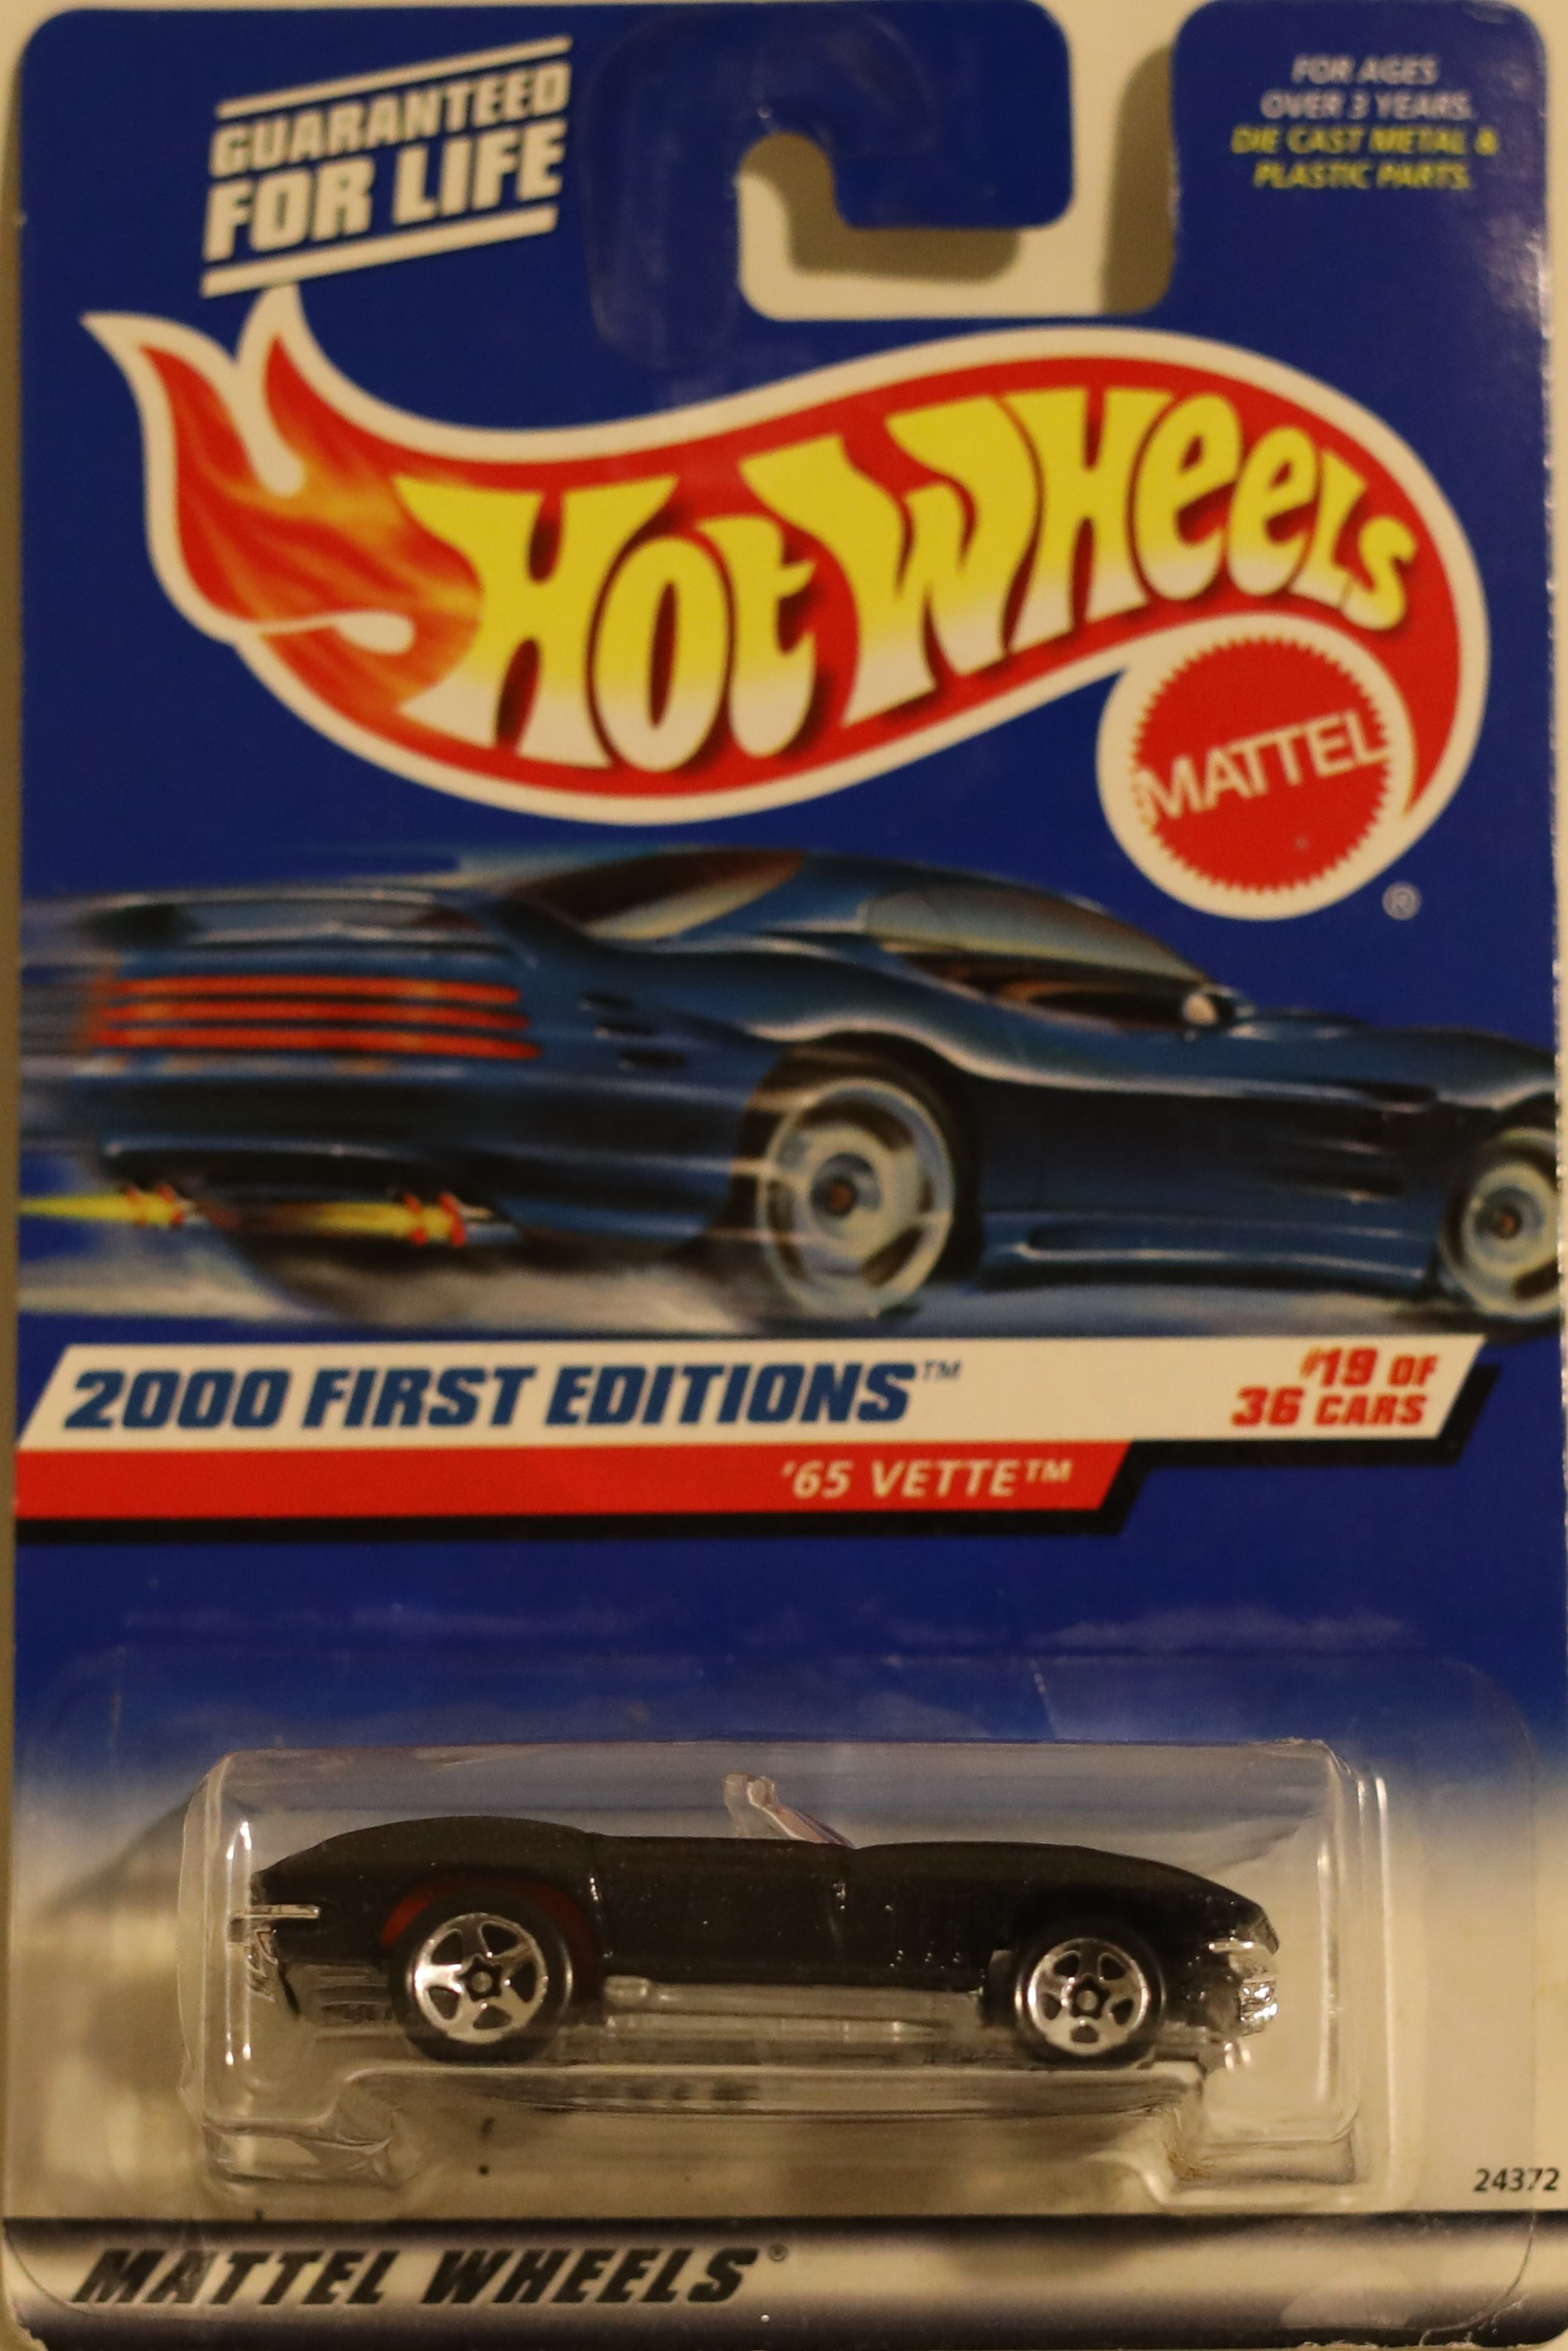 GUARANTEED
FOR LIFE
FOR AGES
OVER 3 YEARS.
DIE CAST METAL &
PLASTIC PARTS.
HOT WHEELS
MATTEL
®
2000 FIRST EDITIONS™
#19 OF
36 CARS
'65 VETTE™
24372
MATTEL WHEELS®